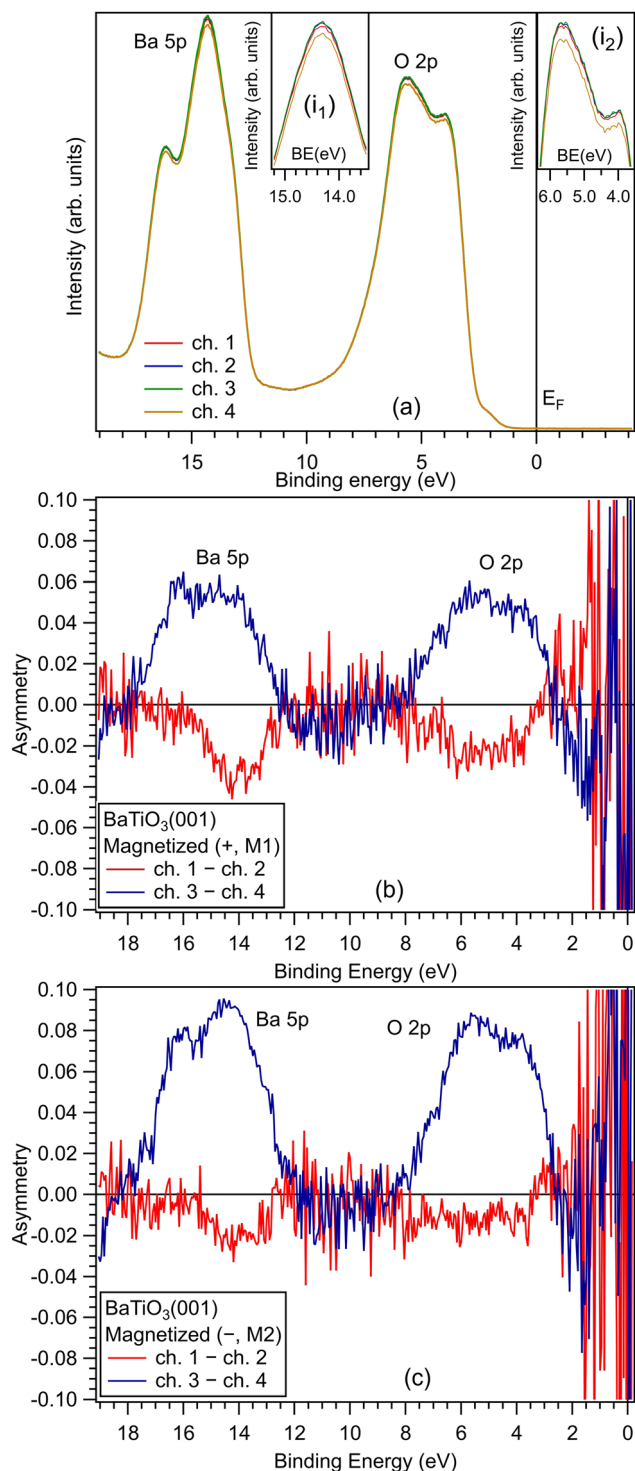 Ba 5p
O 2p
Intensity (arb. units)
(i1)
BE(eV)
15.0 14.0
Intensity (arb. units)
(i2)
BE(eV)
6.0 5.0 4.0
Intensity (arb. units)
ch. 1
ch. 2
ch. 3
ch. 4
(a)
EF
15 10 5 0
Binding energy (eV)
0.10
0.08
0.06
0.04
0.02
0.00
-0.02
-0.04
-0.06
-0.08
-0.10
Asymmetry
Ba 5p
O 2p
BaTiO3(001)
Magnetized (+, M1)
ch. 1 − ch. 2
ch. 3 − ch. 4
(b)
18 16 14 12 10 8 6 4 2 0
Binding Energy (eV)
0.10
0.08
0.06
0.04
0.02
0.00
-0.02
-0.04
-0.06
-0.08
-0.10
Asymmetry
Ba 5p
O 2p
BaTiO3(001)
Magnetized (−, M2)
ch. 1 − ch. 2
ch. 3 − ch. 4
(c)
18 16 14 12 10 8 6 4 2 0
Binding Energy (eV)